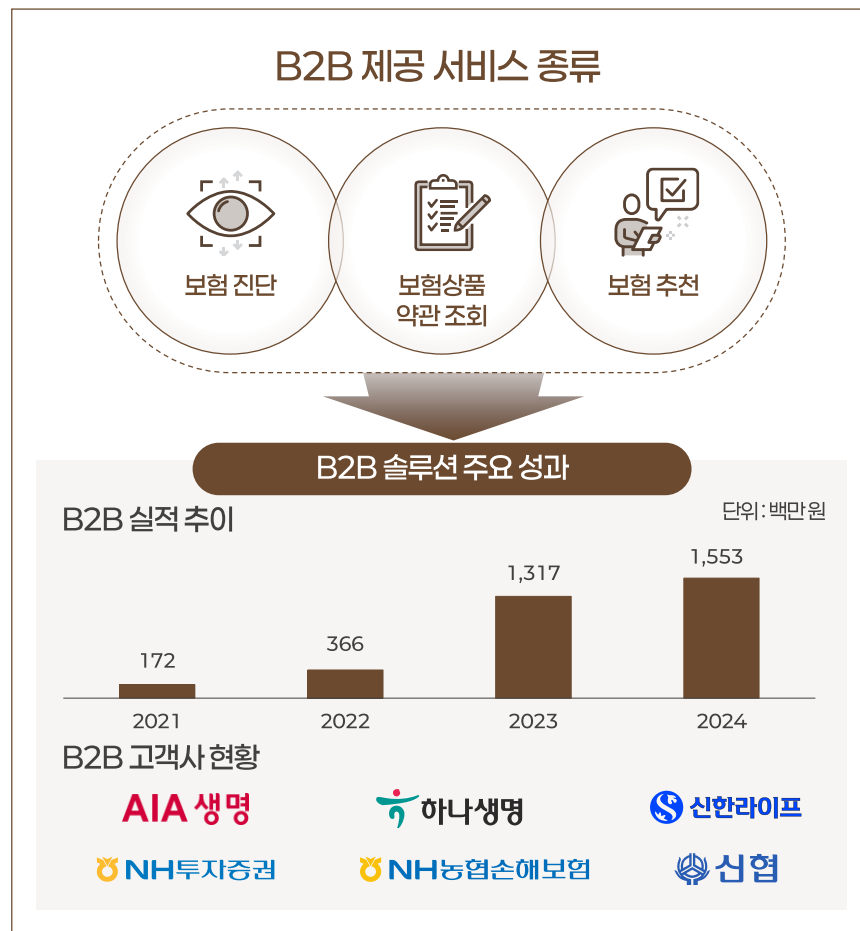 B2B 제공 서비스 종류
보험 진단
보험상품
약관 조회
보험 추천
B2B 솔루션 주요 성과
B2B 실적 추이
단위 : 백만 원
172
366
1,317
1,553
2021
2022
2023
2024
B2B 고객사 현황
AIA 생명
하나생명
신한라이프
NH투자증권
NH농협손해보험
신협